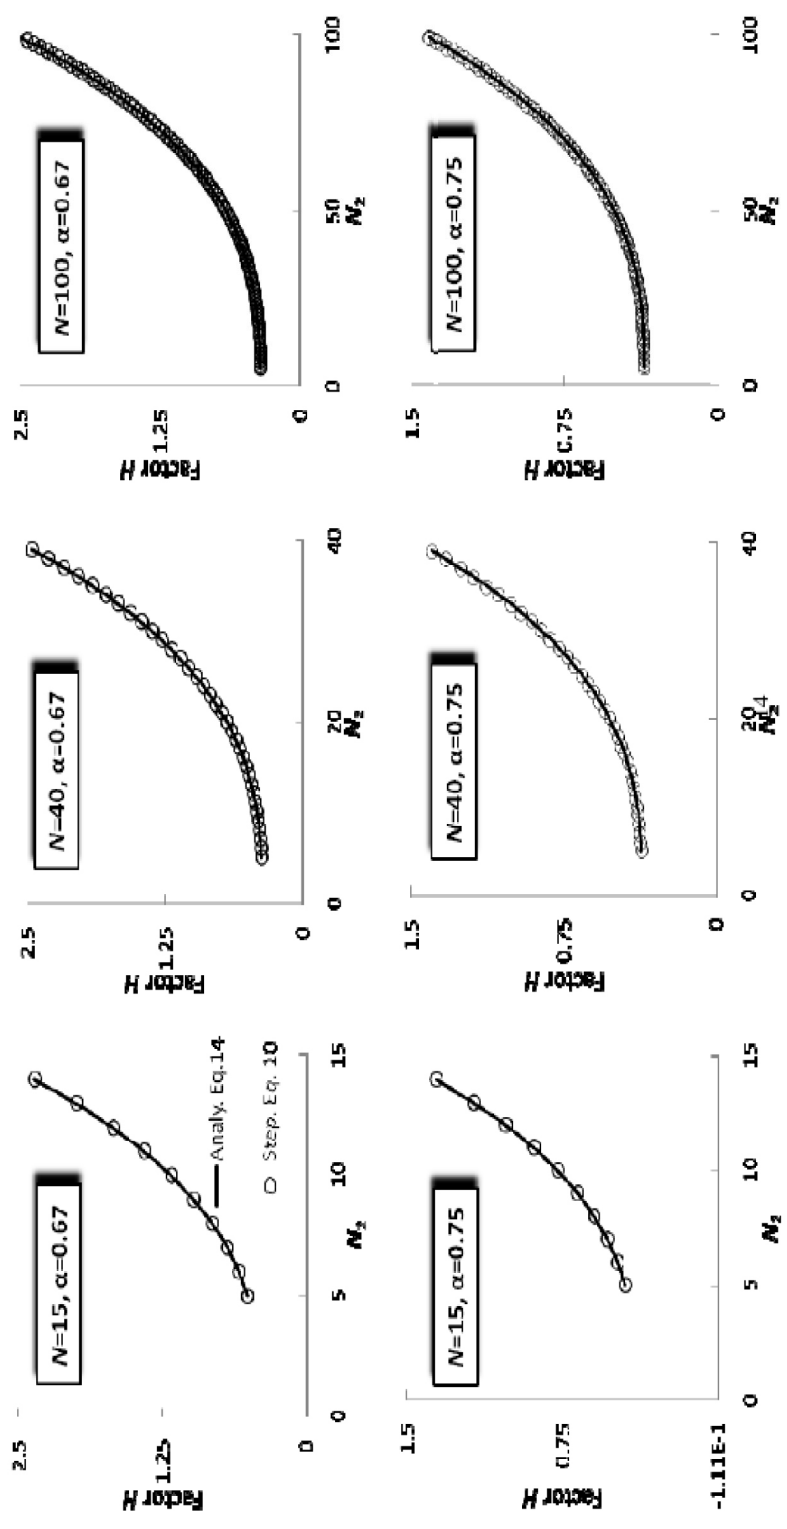 N=15, α=0.67
2.5
1.25
0
Factor H
0
5
10
15
N₂
Analy. Eq.14
Step. Eq. 10
N=40, α=0.67
2.5
1.25
0
Factor H
0
20
40
N₂
N=100, α=0.67
2.5
1.25
0
Factor H
0
50
100
N₂
N=15, α=0.75
1.5
0.75
-1.11E-1
Factor H
0
5
10
15
N₂
N=40, α=0.75
1.5
0.75
0
Factor H
0
20
40
N₂
14
N=100, α=0.75
1.5
0.75
0
Factor H
0
50
100
N₂